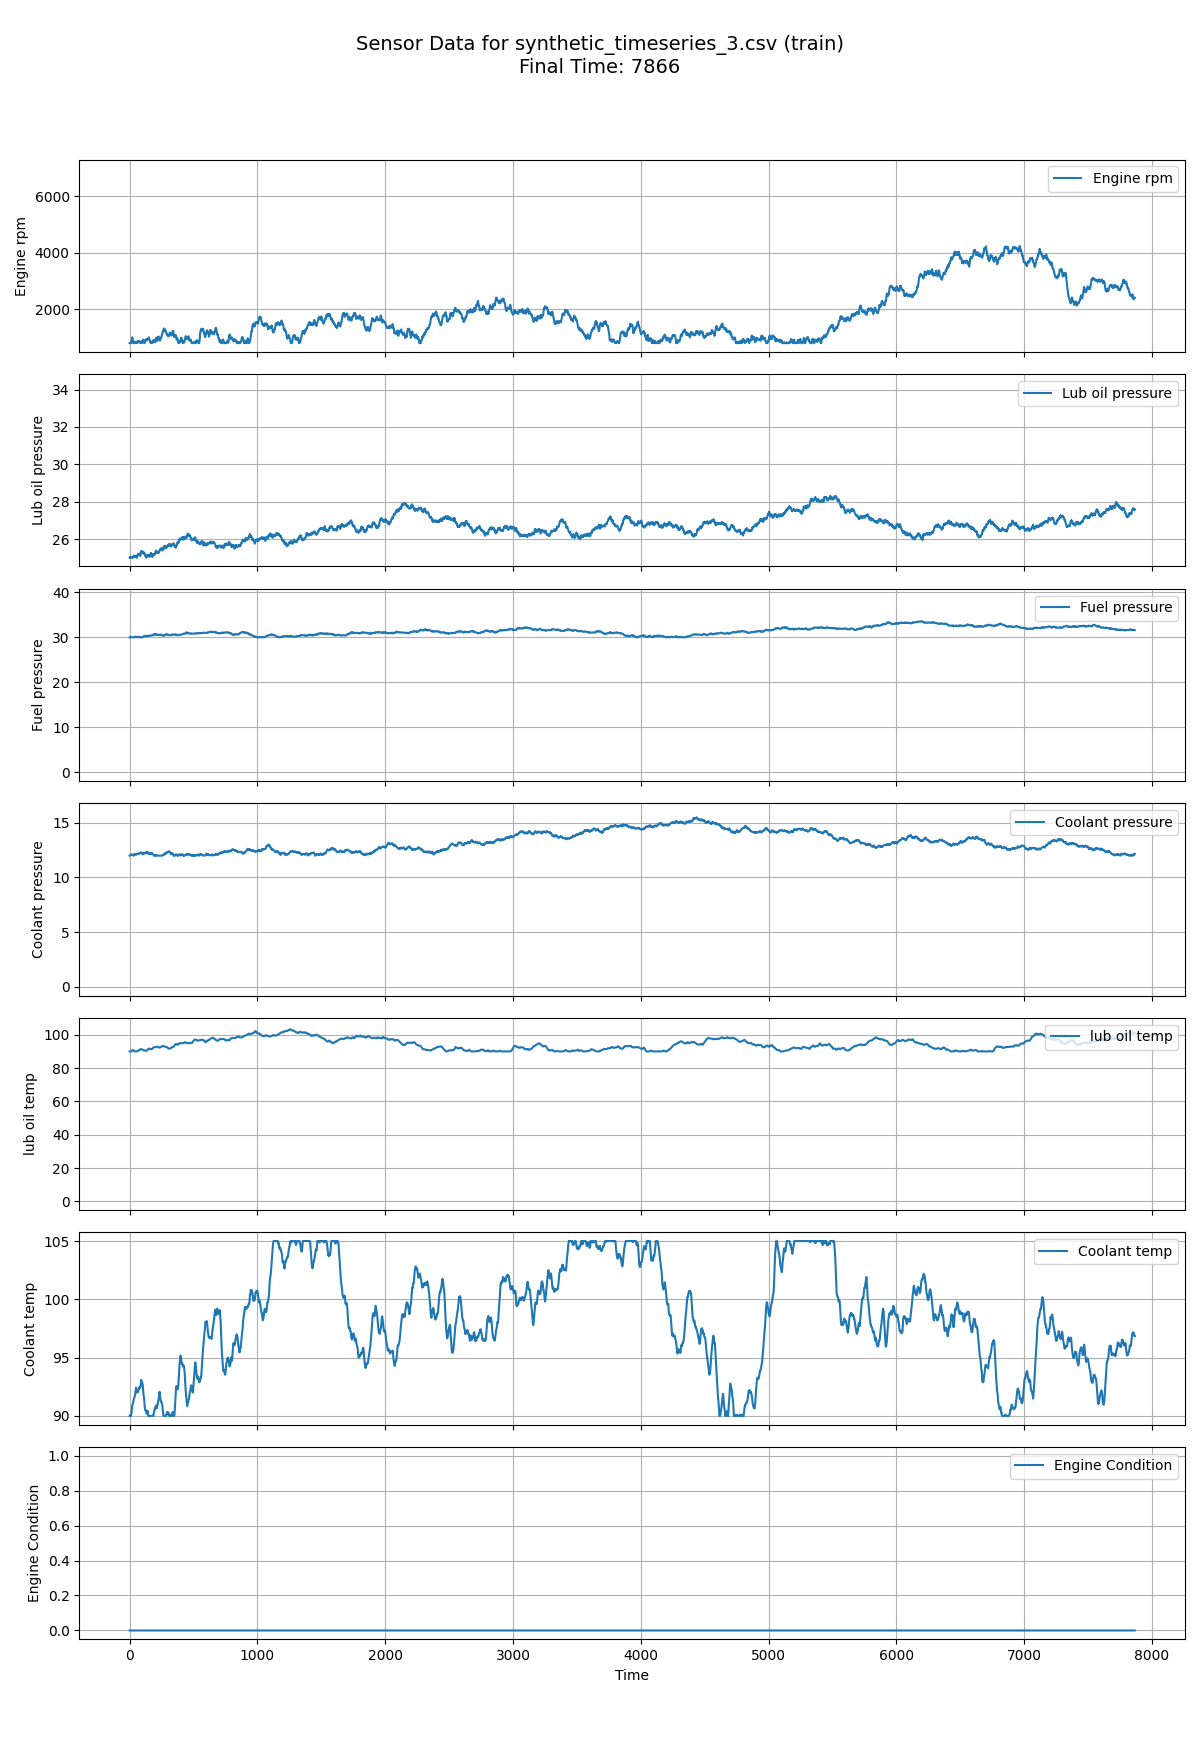 Sensor Data for synthetic_timeseries_3.csv (train)
Final Time: 7866
Engine rpm
6000
4000
2000
Engine rpm
Lub oil pressure
34
32
30
28
26
Lub oil pressure
Fuel pressure
40
30
20
10
0
Fuel pressure
Coolant pressure
15
10
5
0
Coolant pressure
lub oil temp
100
80
60
40
20
0
lub oil temp
Coolant temp
105
100
95
90
Coolant temp
Engine Condition
1.0
0.8
0.6
0.4
0.2
0.0
Engine Condition
0 1000 2000 3000 4000 5000 6000 7000 8000
Time